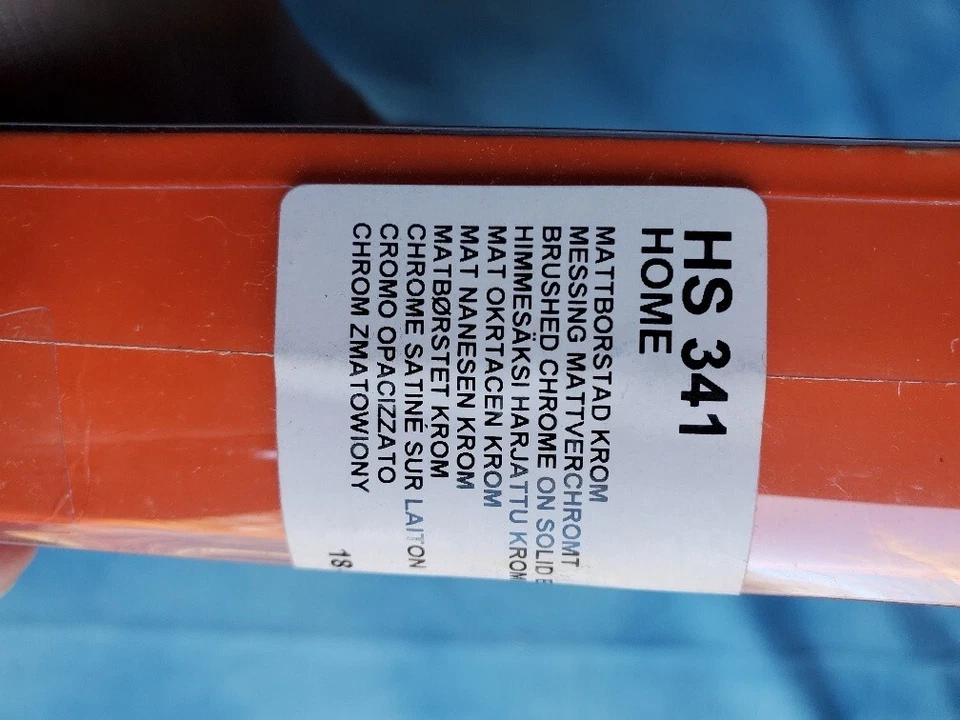 HS 341
HOME
MATTBORSTAD KROM
MESSING MATTVERCHROMT
BRUSHED CHROME ON SOLID
HIMMESÄKSI HARJATTU KROM
MAT OKRTACEN KROM
MAT NANESEN KROM
MATBØRSTET KROM
CHROME SATINÉ SUR LAITON
CROMO OPACIZZATO
CHROM ZMATOWIONY
18